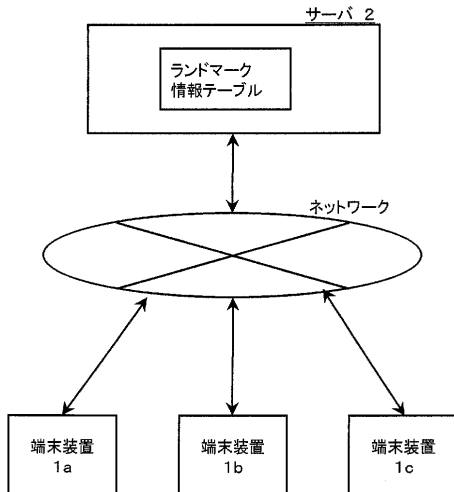 サーバ 2
ランドマーク
情報テーブル
ネットワーク
端末装置
1a
端末装置
1b
端末装置
1c